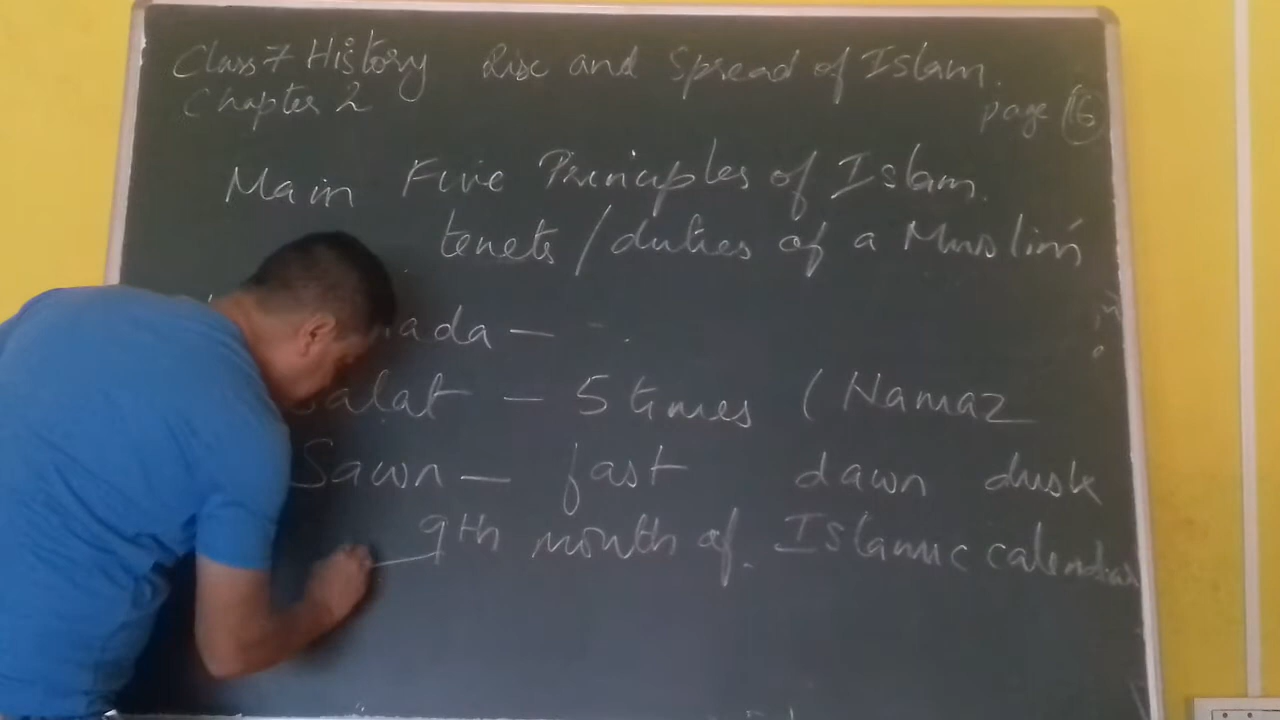 Class 7 History Rise and Spread of Islam.
Chapter 2 page 16
Main Five Principles of Islam.
tenets / duties of a Muslim
ada –
Salat – 5 times ( Namaz
Sawn – fast dawn dusk
9th month of. Islamic calendar